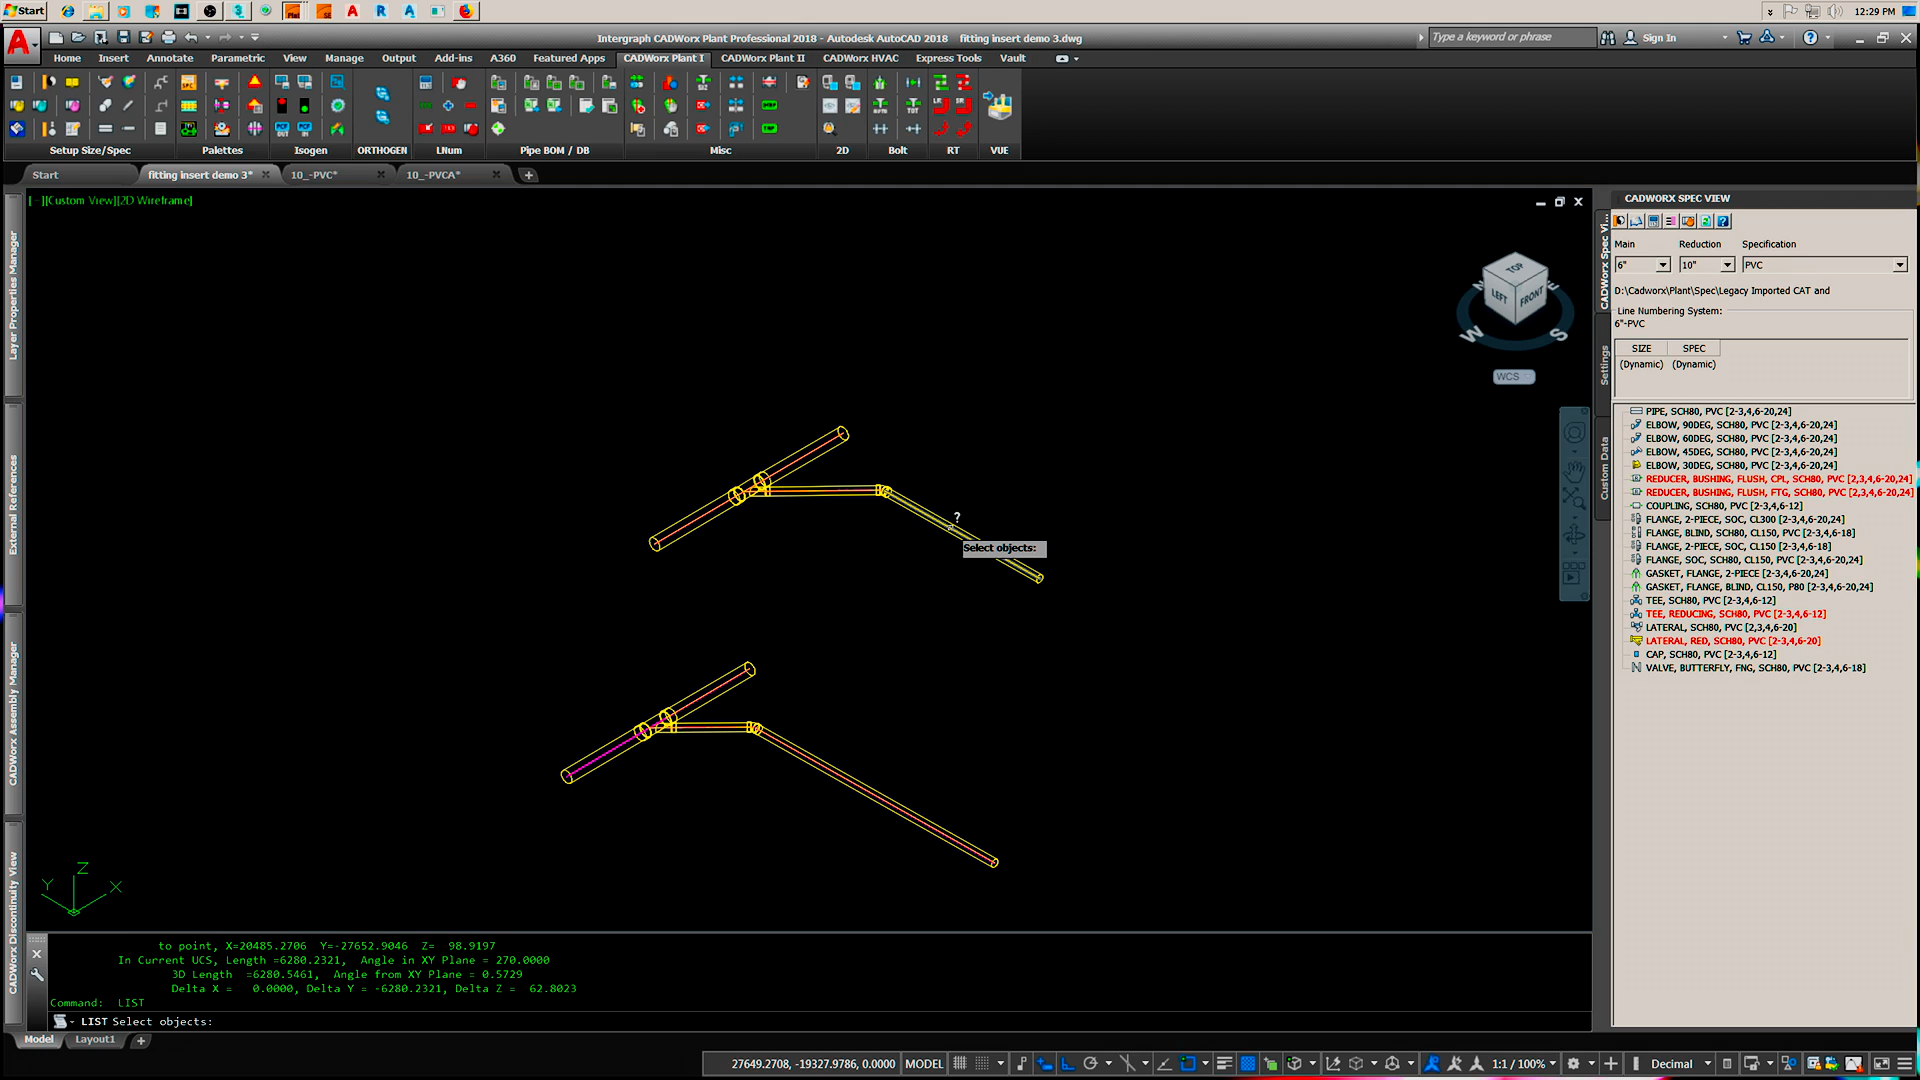 Start
12:29 PM
Intergraph CADWorx Plant Professional 2018 - Autodesk AutoCAD 2018    fitting insert demo 3.dwg
Type a keyword or phrase
Sign In
Home Insert Annotate Parametric View Manage Output Add-ins A360 Featured Apps CADWorx Plant I CADWorx Plant II CADWorx HVAC Express Tools Vault
Setup Size/Spec Palettes Isogen ORTHOGEN LNum Pipe BOM / DB Misc 2D Bolt RT VUE
Start fitting insert demo 3* 10_-PVC* 10_-PVCA*
[-][Custom View][2D Wireframe]
Layer Properties Manager
External References
CADWorx Assembly Manager
CADWorx Discontinuity View
TOP
LEFT
FRONT
N
E
W
S
WCS
?
Select objects:
Z
Y
X
CADWorx Spec Vi...
Settings
Custom Data
CADWORX SPEC VIEW
Main Reduction Specification
6" 10" PVC
D:\Cadworx\Plant\Spec\Legacy Imported CAT and
Line Numbering System:
6"-PVC
SIZE SPEC
(Dynamic) (Dynamic)
PIPE, SCH80, PVC [2-3,4,6-20,24]
ELBOW, 90DEG, SCH80, PVC [2-3,4,6-20,24]
ELBOW, 60DEG, SCH80, PVC [2-3,4,6-20,24]
ELBOW, 45DEG, SCH80, PVC [2-3,4,6-20,24]
ELBOW, 30DEG, SCH80, PVC [2-3,4,6-20,24]
REDUCER, BUSHING, FLUSH, CPL, SCH80, PVC [2,3,4,6-20,24]
REDUCER, BUSHING, FLUSH, FTG, SCH80, PVC [2,3,4,6-20,24]
COUPLING, SCH80, PVC [2-3,4,6-12]
FLANGE, 2-PIECE, SOC, CL300 [2-3,4,6-20,24]
FLANGE, BLIND, SCH80, CL150, PVC [2-3,4,6-18]
FLANGE, 2-PIECE, SOC, CL150 [2-3,4,6-18]
FLANGE, SOC, SCH80, CL150, PVC [2-3,4,6-20,24]
GASKET, FLANGE, 2-PIECE [2-3,4,6-20,24]
GASKET, FLANGE, BLIND, CL150, P80 [2-3,4,6-20,24]
TEE, SCH80, PVC [2-3,4,6-12]
TEE, REDUCING, SCH80, PVC [2-3,4,6-12]
LATERAL, SCH80, PVC [2,3,4,6-20]
LATERAL, RED, SCH80, PVC [2-3,4,6-20]
CAP, SCH80, PVC [2-3,4,6-12]
VALVE, BUTTERFLY, FNG, SCH80, PVC [2-3,4,6-18]
to point, X=20485.2706 Y=-27652.9046 Z= 98.9197
In Current UCS, Length =6280.2321, Angle in XY Plane = 270.0000
3D Length =6280.5461, Angle from XY Plane = 0.5729
Delta X = 0.0000, Delta Y = -6280.2321, Delta Z = 62.8023
Command: LIST
LIST Select objects:
Model Layout1
27649.2708, -19327.9786, 0.0000 MODEL 1:1 / 100% Decimal